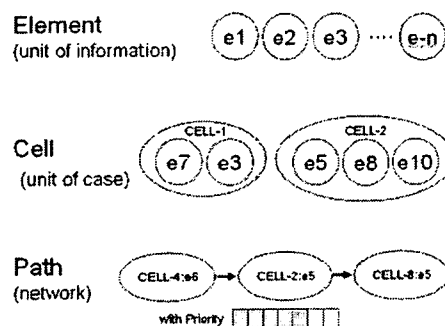 Element
(unit of information)
e1 e2 e3 ···· e-n
Cell
(unit of case)
CELL-1
e7 e3
CELL-2
e5 e8 e10
Path
(network)
CELL-4:e6 CELL-2:e5 CELL-8:e5
with Priority